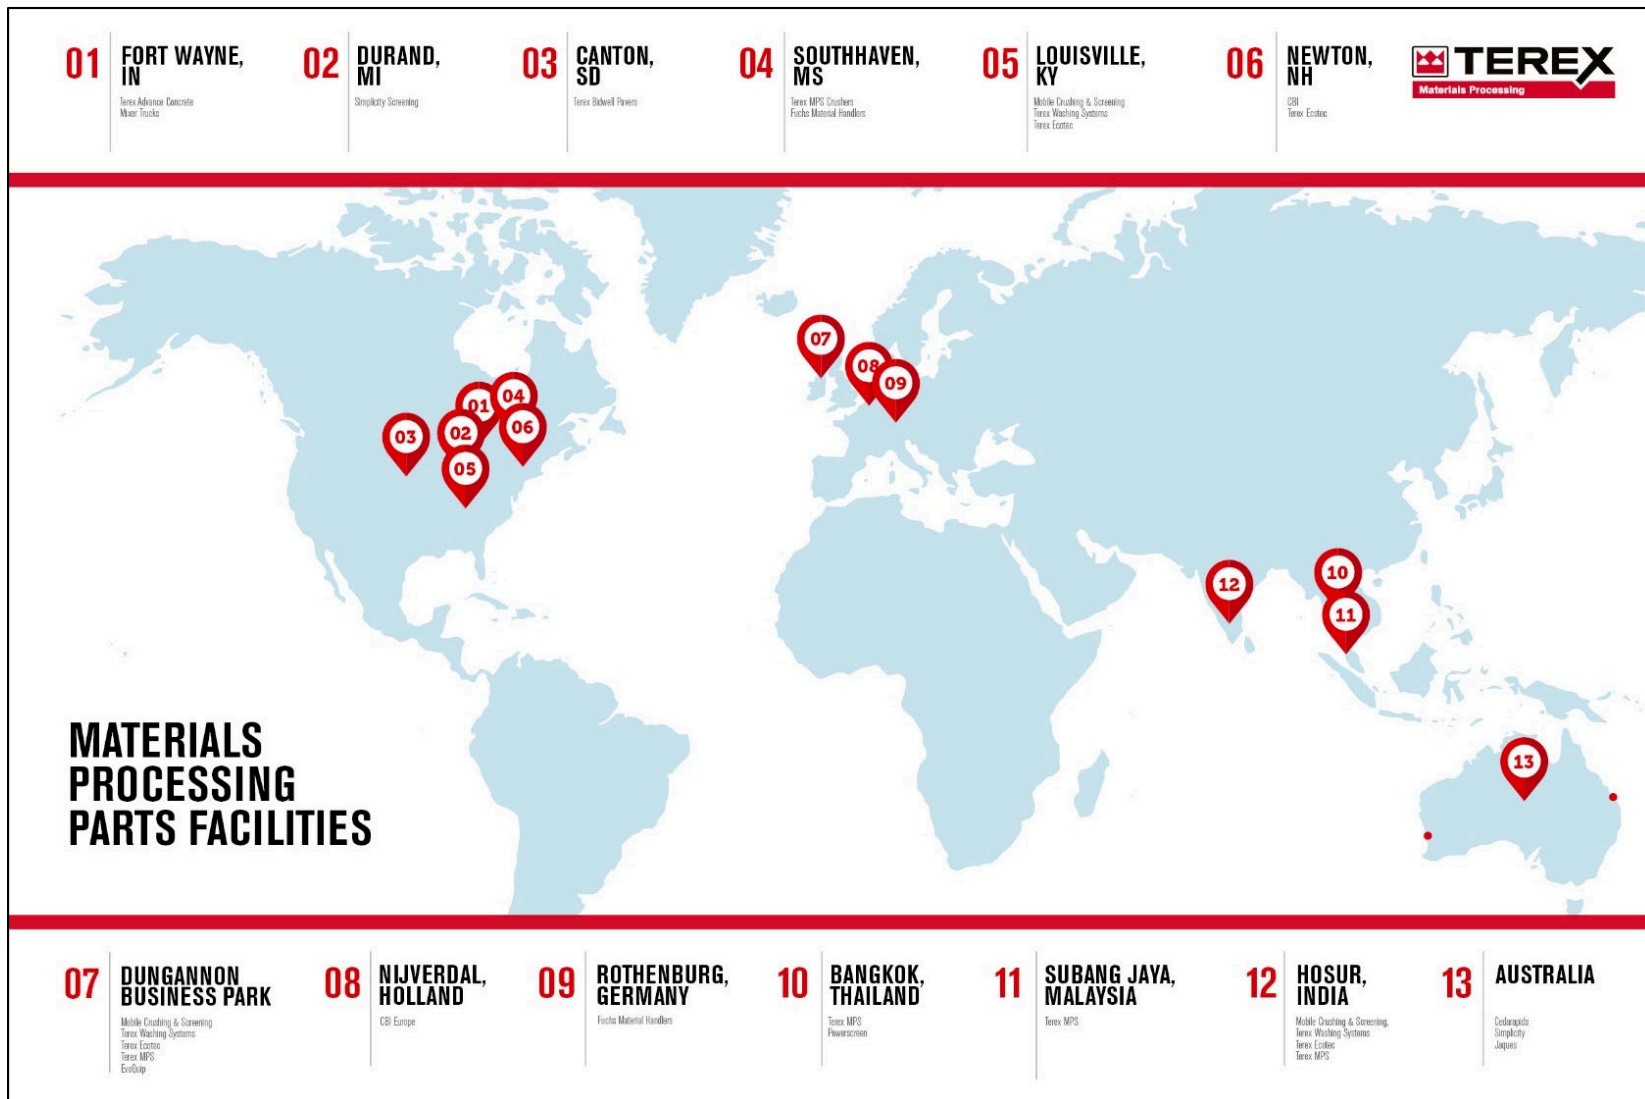 01
FORT WAYNE,
IN
Terex Advance Concrete
Mixer Trucks
02
DURAND,
MI
Simplicity Screening
03
CANTON,
SD
Terex Bidwell Pavers
04
SOUTHHAVEN,
MS
Terex MPS Crushers
Fuchs Material Handlers
05
LOUISVILLE,
KY
Mobile Crushing & Screening
Terex Washing Systems
Terex Ecotec
06
NEWTON,
NH
CBI
Terex Ecotec
TEREX
Materials Processing
07
08
09
01
04
03
02
06
05
12
10
11
13
MATERIALS
PROCESSING
PARTS FACILITIES
07
DUNGANNON
BUSINESS PARK
Mobile Crushing & Screening
Terex Washing Systems
Terex Ecotec
Terex MPS
EvoQuip
08
NIJVERDAL,
HOLLAND
CBI Europe
09
ROTHENBURG,
GERMANY
Fuchs Material Handlers
10
BANGKOK,
THAILAND
Terex MPS
Powerscreen
11
SUBANG JAYA,
MALAYSIA
Terex MPS
12
HOSUR,
INDIA
Mobile Crushing & Screening,
Terex Washing Systems
Terex Ecotec
Terex MPS
13
AUSTRALIA
Cedarapids
Simplicity
Jaques